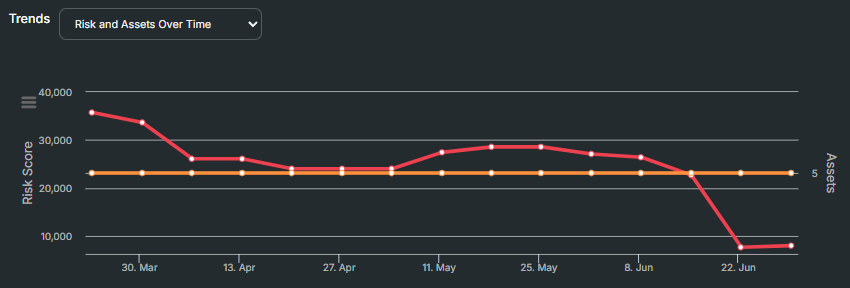 Trends Risk and Assets Over Time
40,000
30,000
20,000
10,000
Risk Score
5
Assets
30. Mar 13. Apr 27. Apr 11. May 25. May 8. Jun 22. Jun